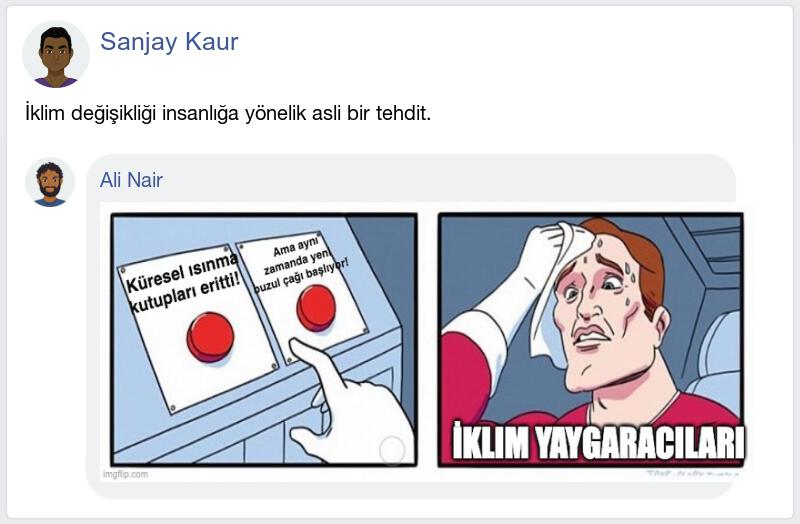 Sanjay Kaur
İklim değişikliği insanlığa yönelik asli bir tehdit.
Ali Nair
Küresel ısınma
kutupları eritti!
Ama aynı
zamanda yeni
buzul çağı başlıyor!
İKLIM YAYGARACILARI
imgflip.com